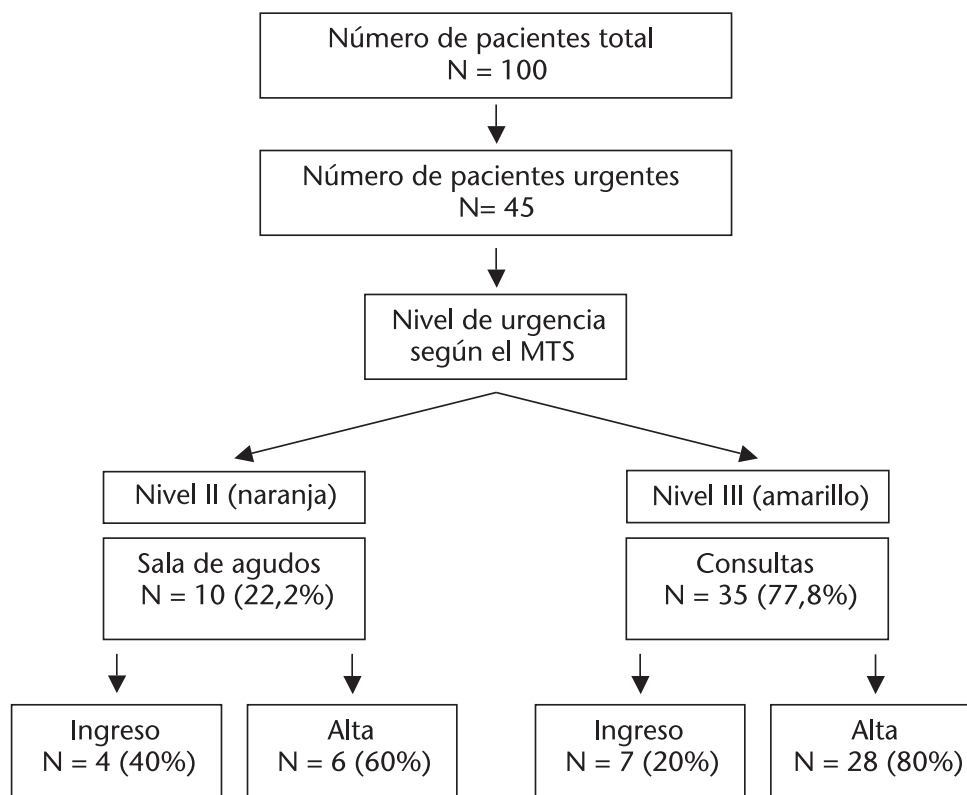 Número de pacientes total
N = 100
Número de pacientes urgentes
N= 45
Nivel de urgencia
según el MTS
Nivel II (naranja)
Sala de agudos
N = 10 (22,2%)
Ingreso
N = 4 (40%)
Alta
N = 6 (60%)
Nivel III (amarillo)
Consultas
N = 35 (77,8%)
Ingreso
N = 7 (20%)
Alta
N = 28 (80%)